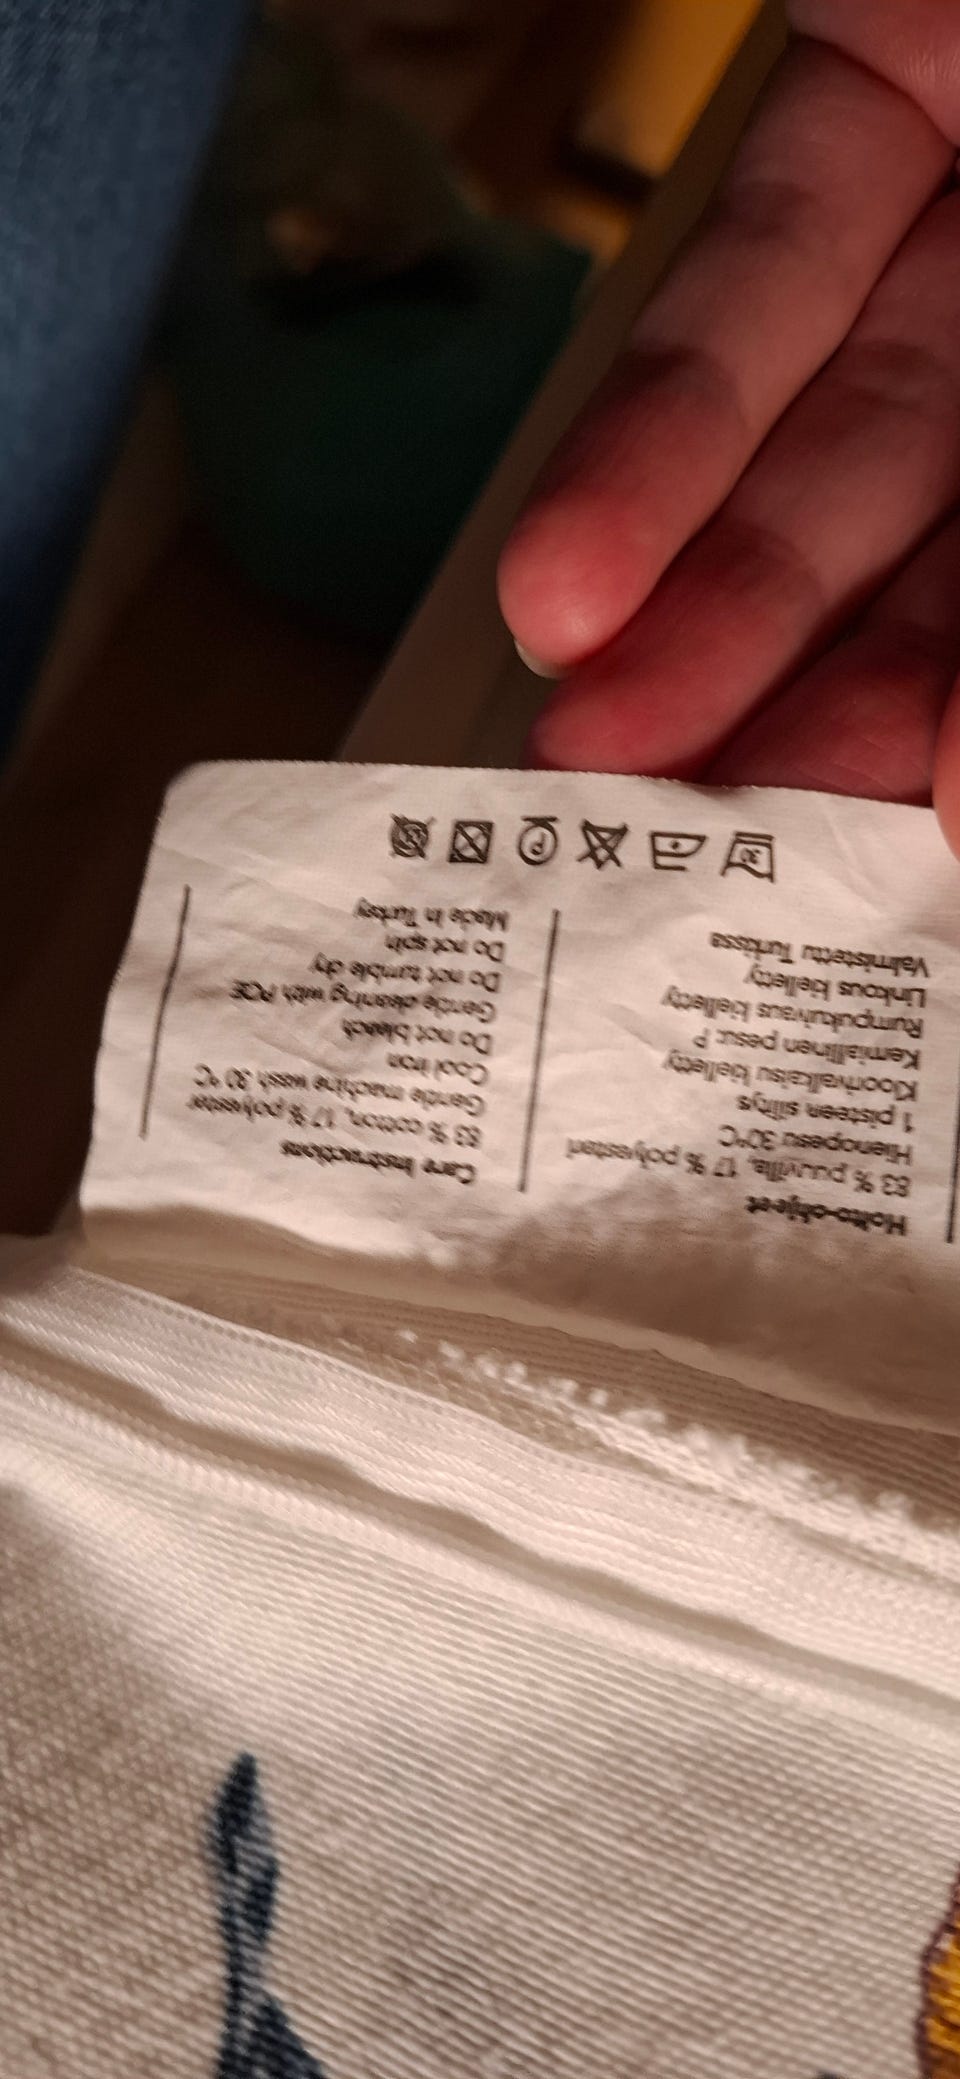 Hoito-ohjeet
83 % puuvilla, 17 % polyesteri
Hienopesu 30°C
1 pisteen silitys
Kloorivalkaisu kielletty
Kemiallinen pesu: P
Rumpukuivaus kielletty
Linkous kielletty
Valmistettu Turkissa
Care instructions
83 % cotton, 17 % polyester
Gentle machine wash 30 °C
Cool iron
Do not bleach
Gentle cleaning with PCE
Do not tumble dry
Do not spin
Made in Turkey
30
P